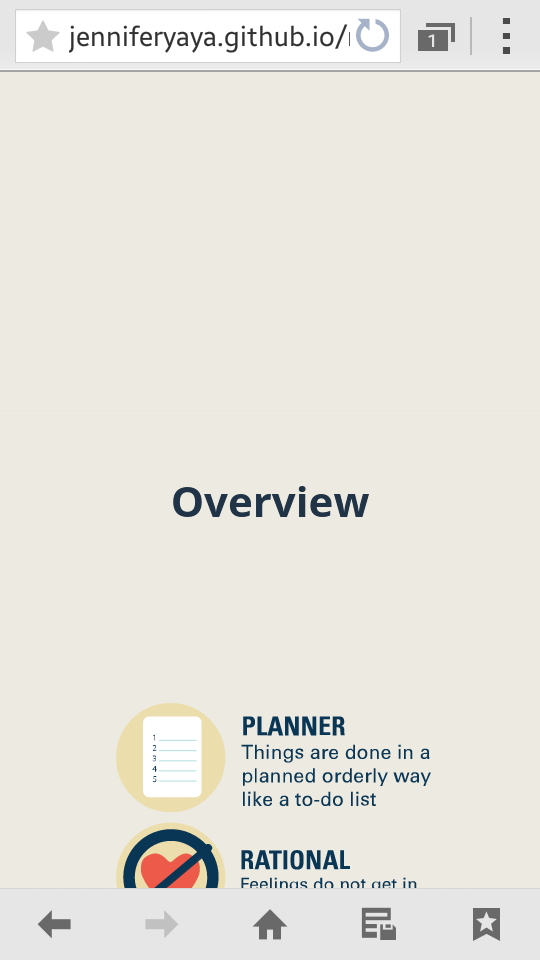 jenniferyaya.github.io/
1
Overview
1
2
3
4
5
PLANNER
Things are done in a
planned orderly way
like a to-do list
RATIONAL
Feelings do not get in